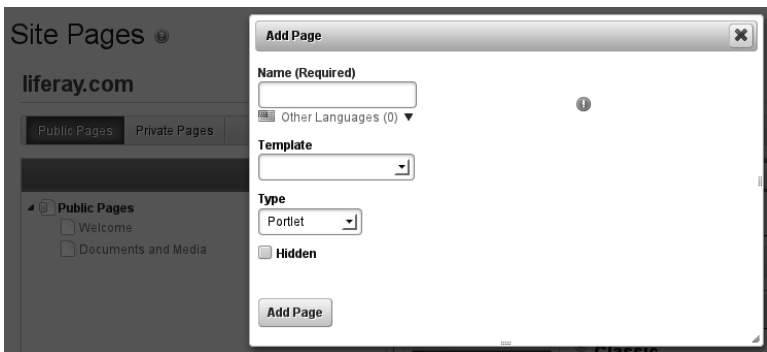 Site Pages
liferay.com
Public Pages Private Pages
Public Pages
Welcome
Documents and Media
Add Page
Name (Required)
Other Languages (0)
Template
Type
Portlet
Hidden
Add Page
Classic